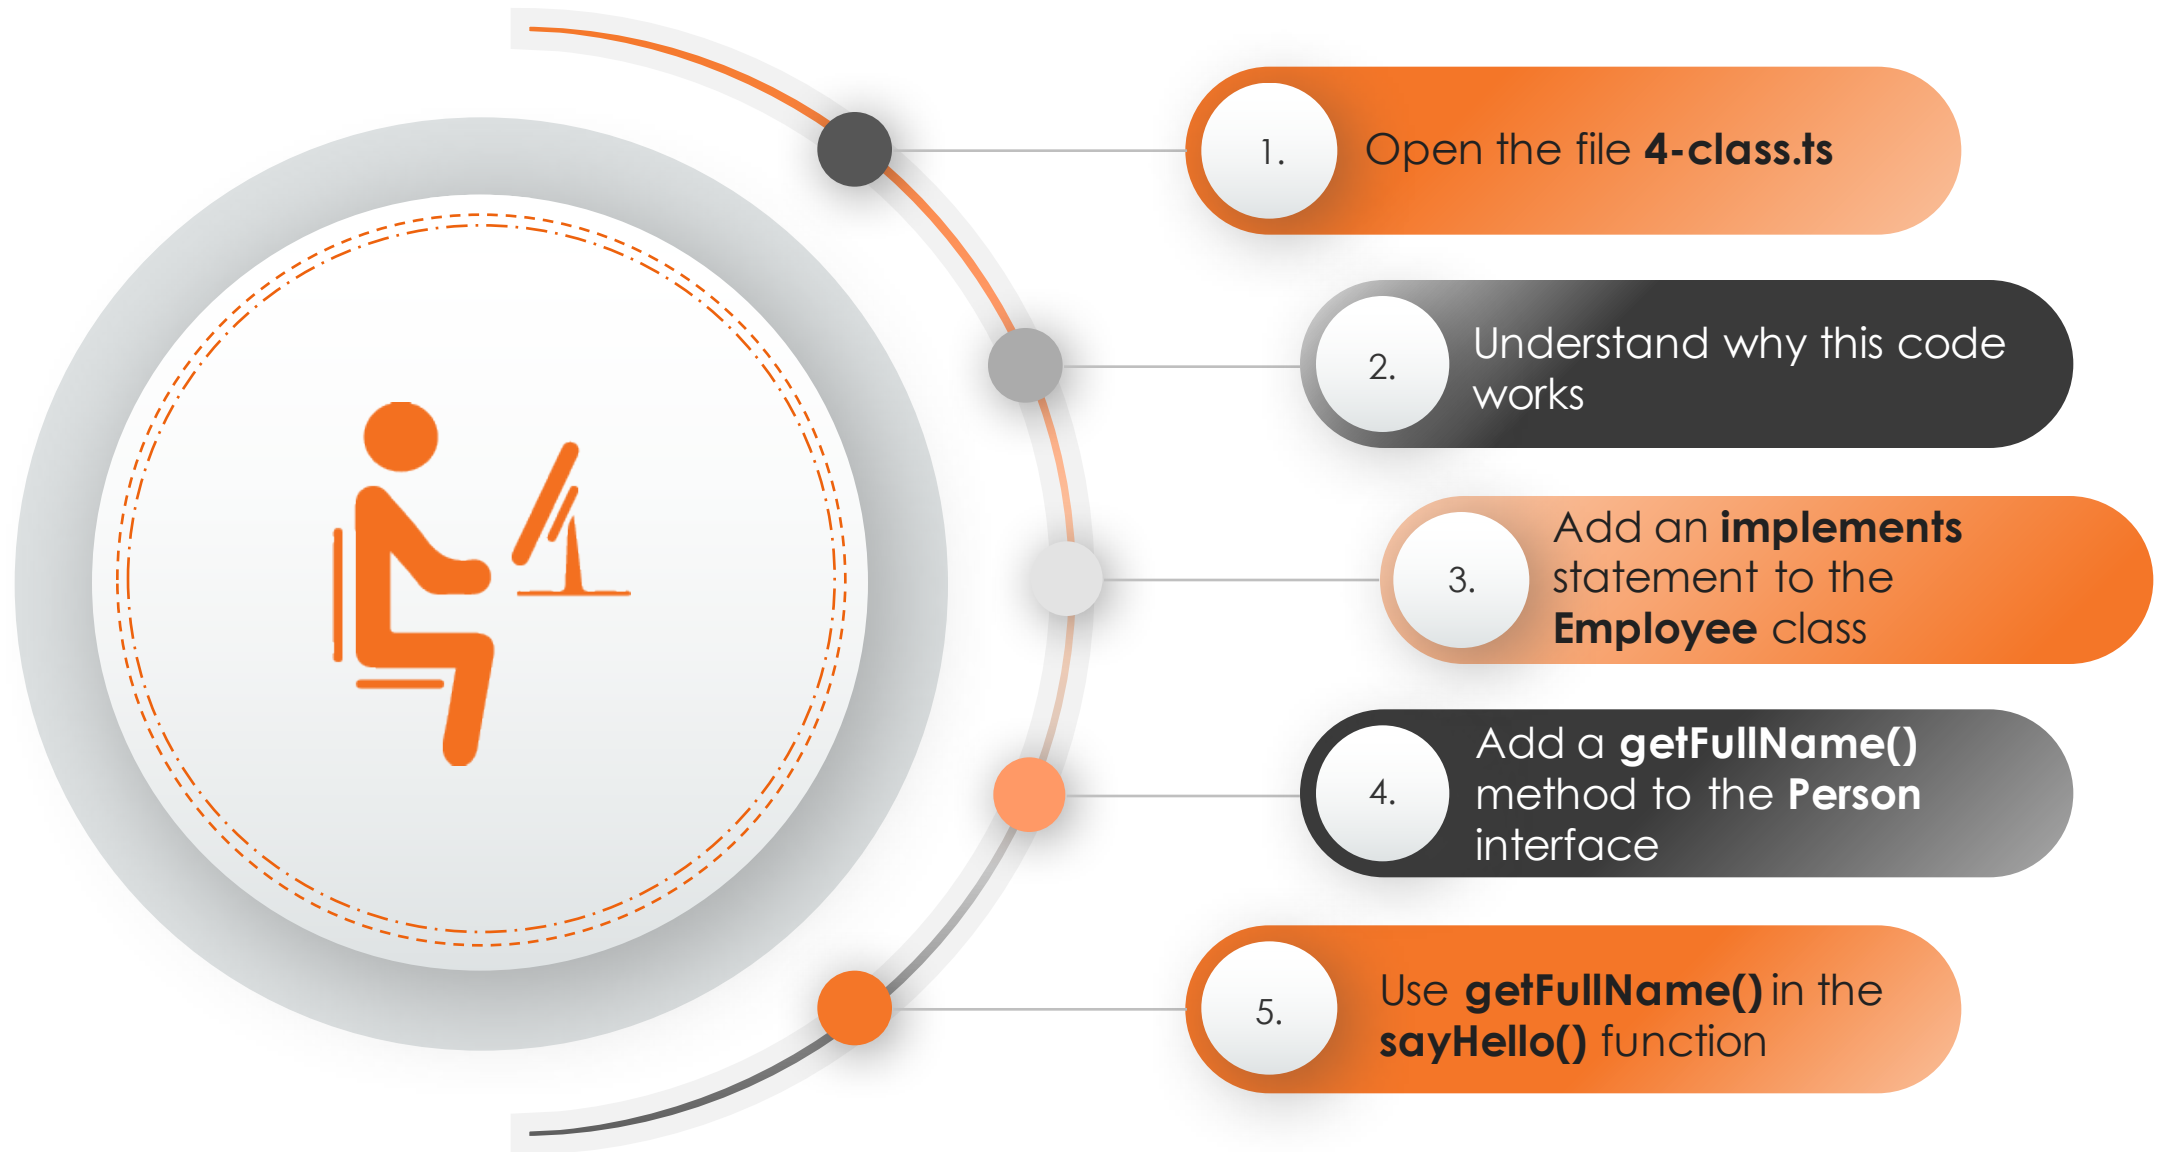 1.
Open the file 4-class.ts
2.
Understand why this code
works
3.
Add an implements
statement to the
Employee class
4.
Add a getFullName()
method to the Person
interface
5.
Use getFullName() in the
sayHello() function